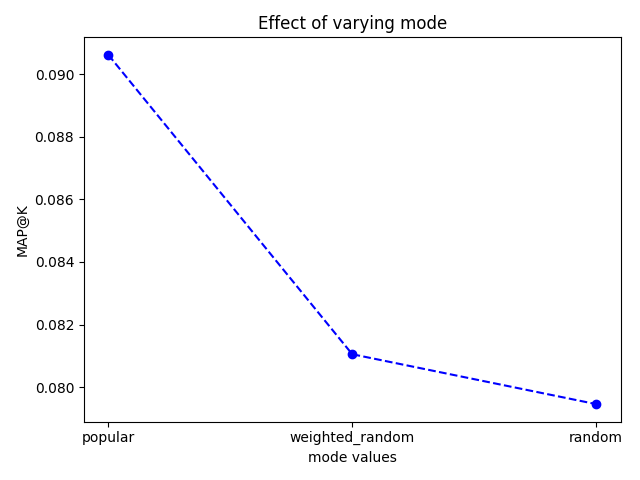 Effect of varying mode
0.090
0.088
0.086
0.084
0.082
0.080
MAP@K
popular
weighted_random
random
mode values